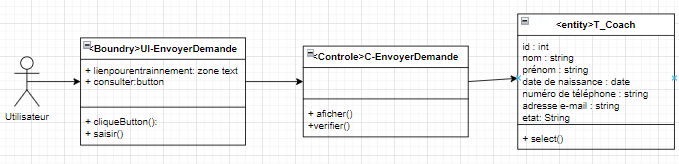 Utilisateur
<Boundry>UI-EnvoyerDemande
+ lienpourentrainnement: zone text
+ consulter:button
+ cliqueButton():
+ saisir()
<Controle>C-EnvoyerDemande
+ aficher()
+verifier()
<entity>T_Coach
id : int
nom : string
prénom : string
date de naissance : date
numéro de téléphone : string
adresse e-mail : string
etat: String
+ select()